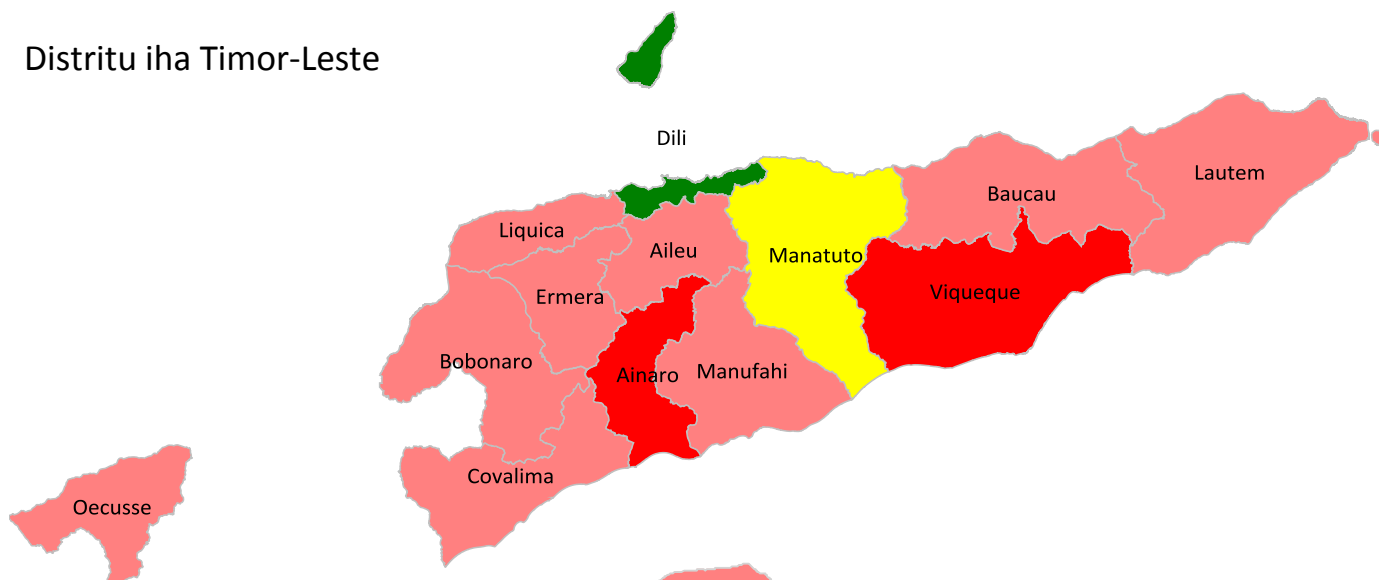 Distritu iha Timor-Leste
Dili
Lautem
Baucau
Liquica
Aileu
Manatuto
Viqueque
Ermera
Bobonaro
Ainaro
Manufahi
Covalima
Oecusse